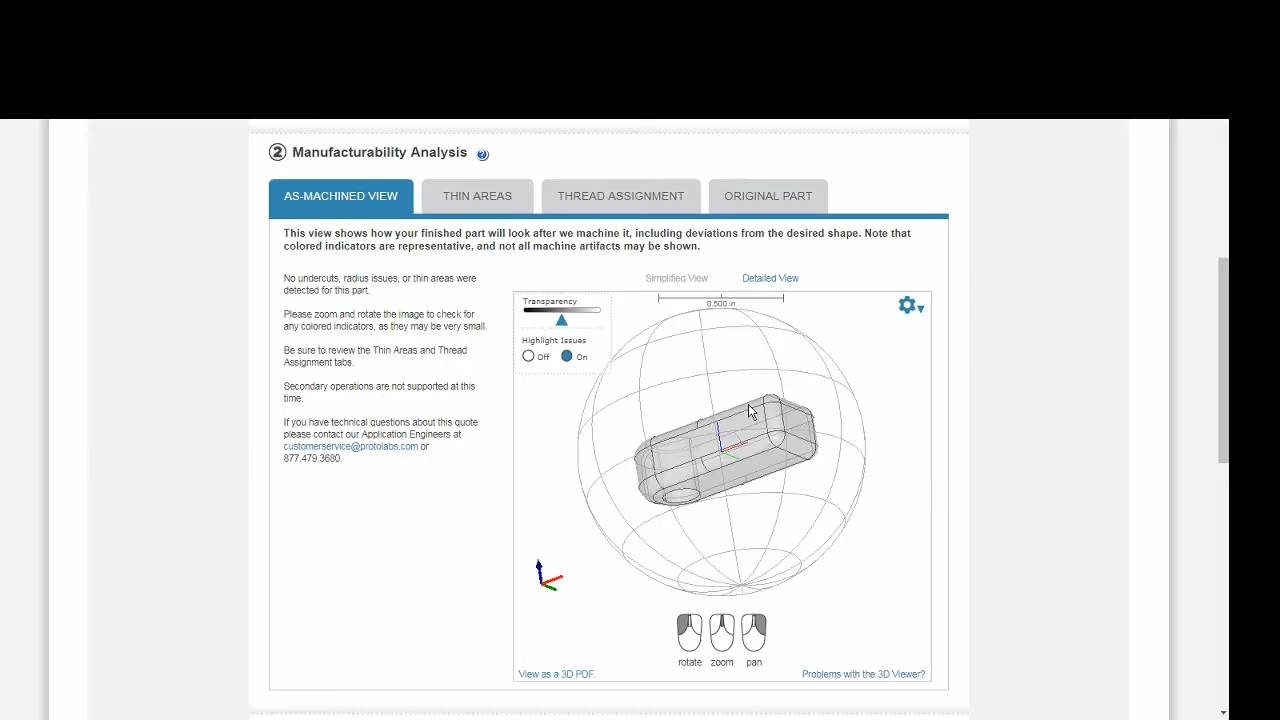 2 Manufacturability Analysis ?
AS-MACHINED VIEW THIN AREAS THREAD ASSIGNMENT ORIGINAL PART
This view shows how your finished part will look after we machine it, including deviations from the desired shape. Note that
colored indicators are representative, and not all machine artifacts may be shown.
No undercuts, radius issues, or thin areas were
detected for this part.
Please zoom and rotate the image to check for
any colored indicators, as they may be very small.
Be sure to review the Thin Areas and Thread
Assignment tabs.
Secondary operations are not supported at this
time.
If you have technical questions about this quote
please contact our Application Engineers at
customerservice@protolabs.com or
877.479.3680.
Simplified View Detailed View
Transparency
0.500 in
Highlight Issues
Off On
rotate zoom pan
View as a 3D PDF. Problems with the 3D Viewer?